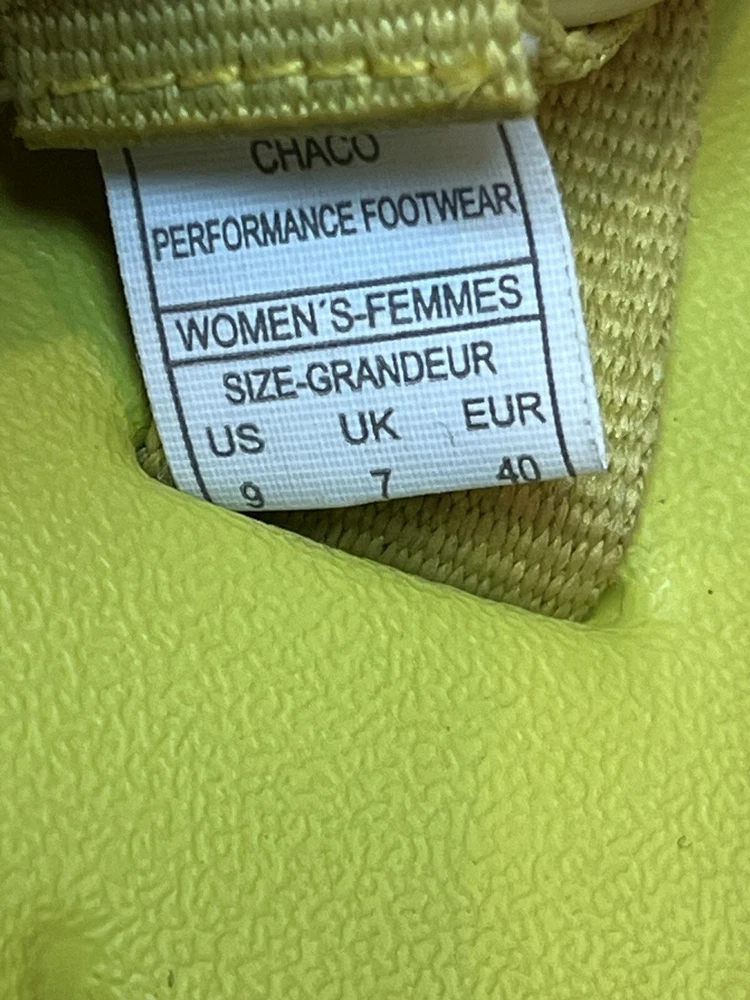 CHACO
PERFORMANCE FOOTWEAR
WOMEN´S-FEMMES
SIZE-GRANDEUR
US UK EUR
9 7 40